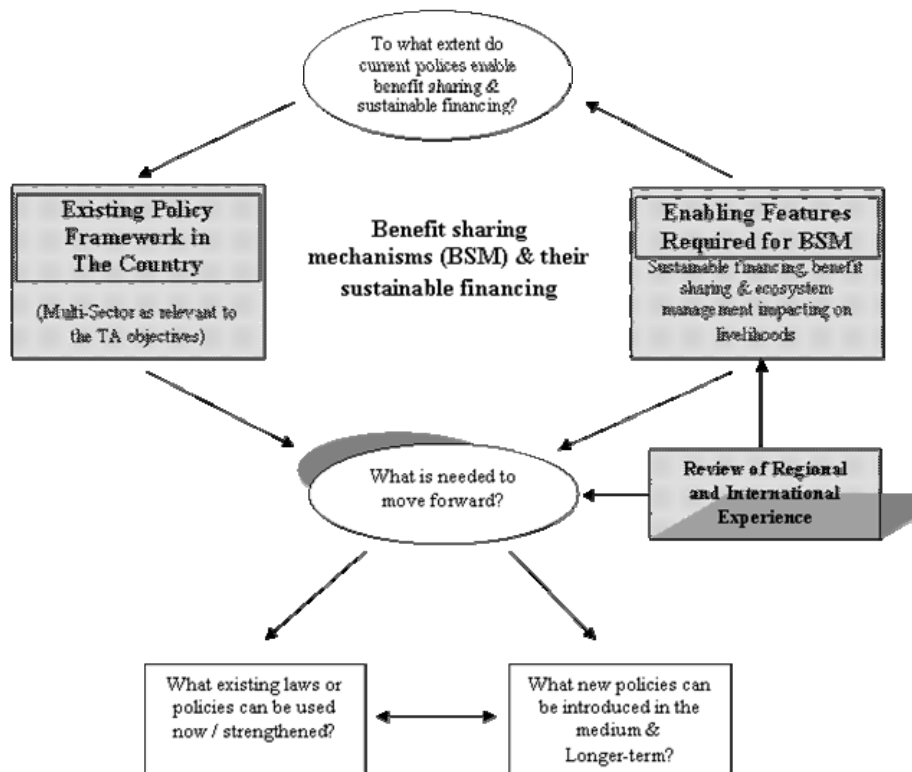 To what extent do
current polices enable
benefit sharing &
sustainable financing?
Existing Policy
Framework in
The Country
(Multi-Sector as relevant to
the TA objectives)
Benefit sharing
mechanisms (BSM) & their
sustainable financing
Enabling Features
Required for BSM
Sustainable financing, benefit
sharing & ecosystem
management impacting on
livelihoods
What is needed to
move forward?
Review of Regional
and International
Experience
What existing laws or
policies can be used
now / strengthened?
What new policies can
be introduced in the
medium &
Longer-term?